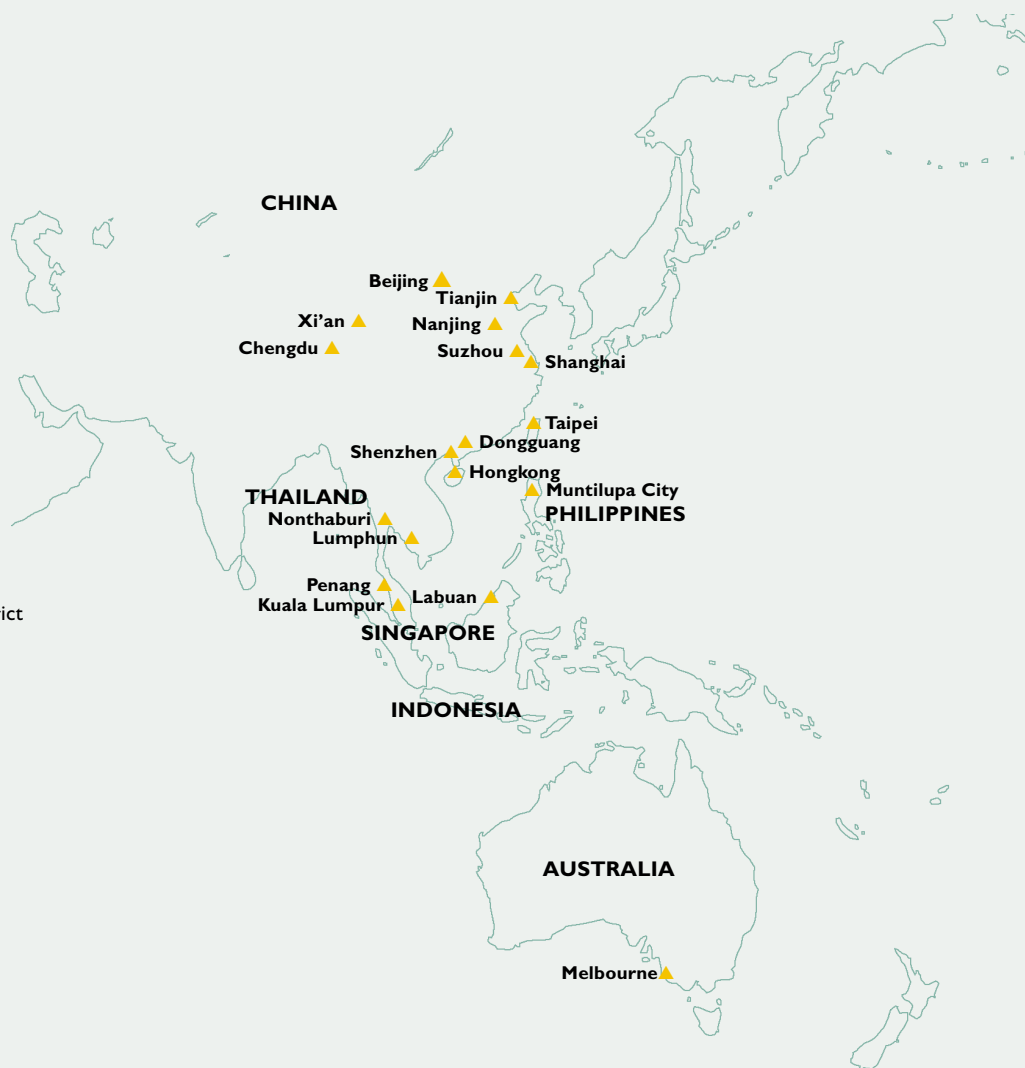 CHINA
Beijing
Tianjin
Xi’an
Nanjing
Chengdu
Suzhou
Shanghai
Taipei
Dongguang
Shenzhen
Hongkong
Muntilupa City
THAILAND
PHILIPPINES
Nonthaburi
Lumphun
Penang
Labuan
Kuala Lumpur
ict
SINGAPORE
INDONESIA
AUSTRALIA
Melbourne